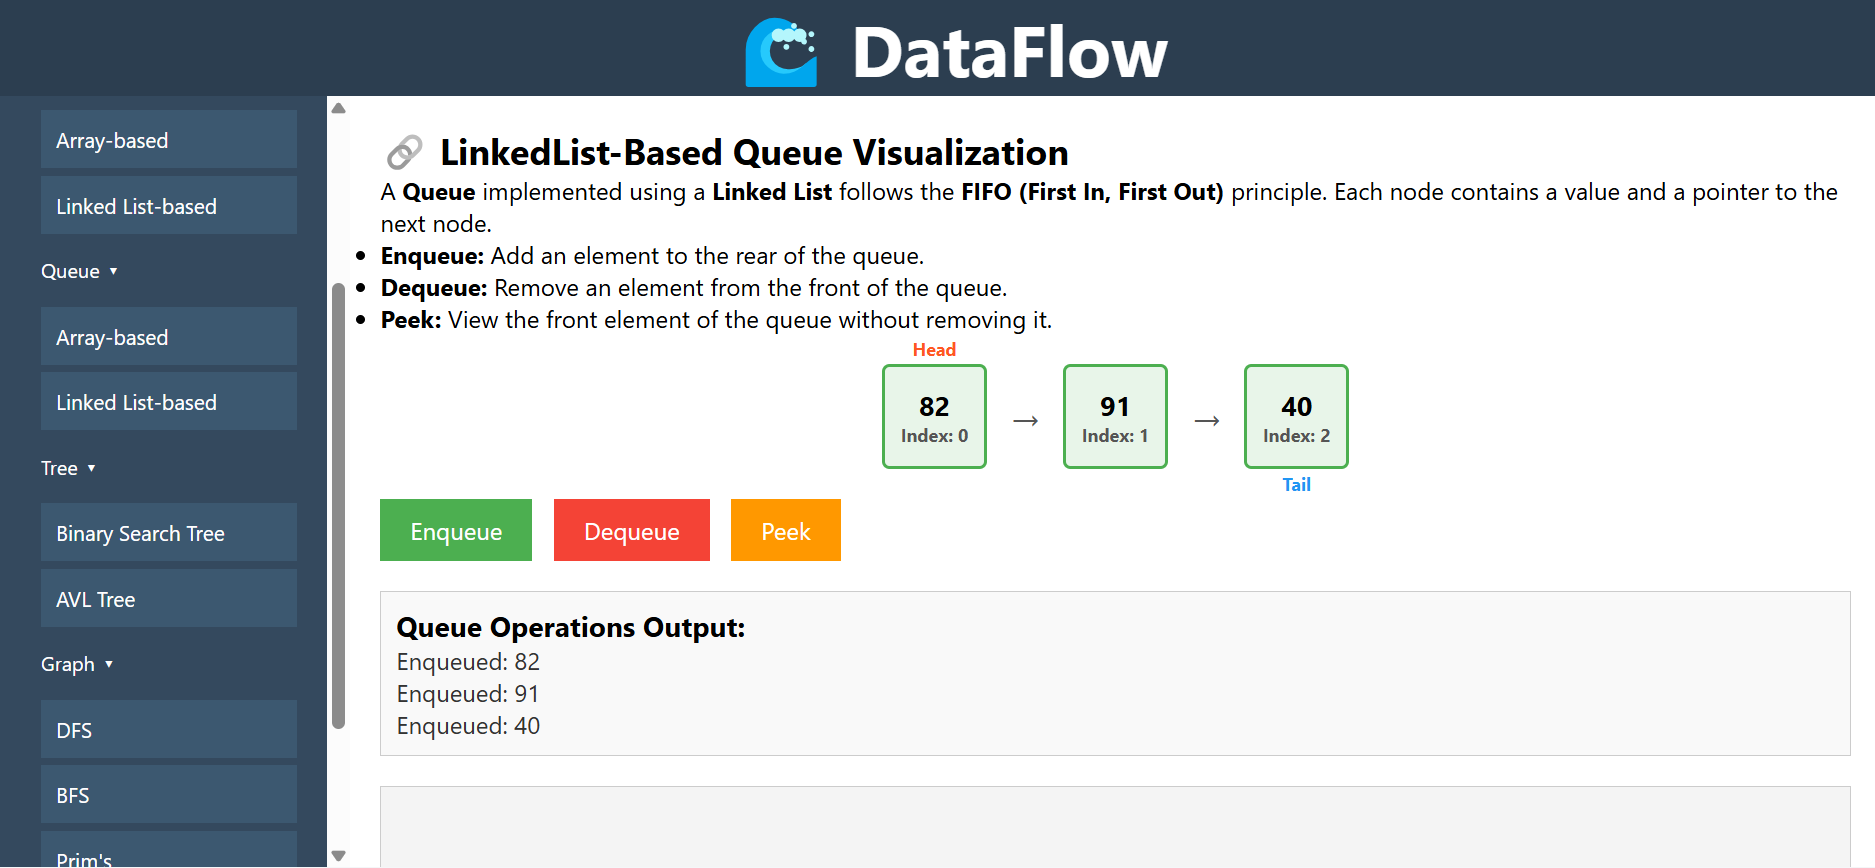 DataFlow
Array-based
Linked List-based
Queue ▼
Array-based
Linked List-based
Tree ▼
Binary Search Tree
AVL Tree
Graph ▼
DFS
BFS
Prim's
LinkedList-Based Queue Visualization
A Queue implemented using a Linked List follows the FIFO (First In, First Out) principle. Each node contains a value and a pointer to the
next node.
• Enqueue: Add an element to the rear of the queue.
• Dequeue: Remove an element from the front of the queue.
• Peek: View the front element of the queue without removing it.
Head
82 → 91 → 40
Index: 0 Index: 1 Index: 2
Tail
Enqueue Dequeue Peek
Queue Operations Output:
Enqueued: 82
Enqueued: 91
Enqueued: 40